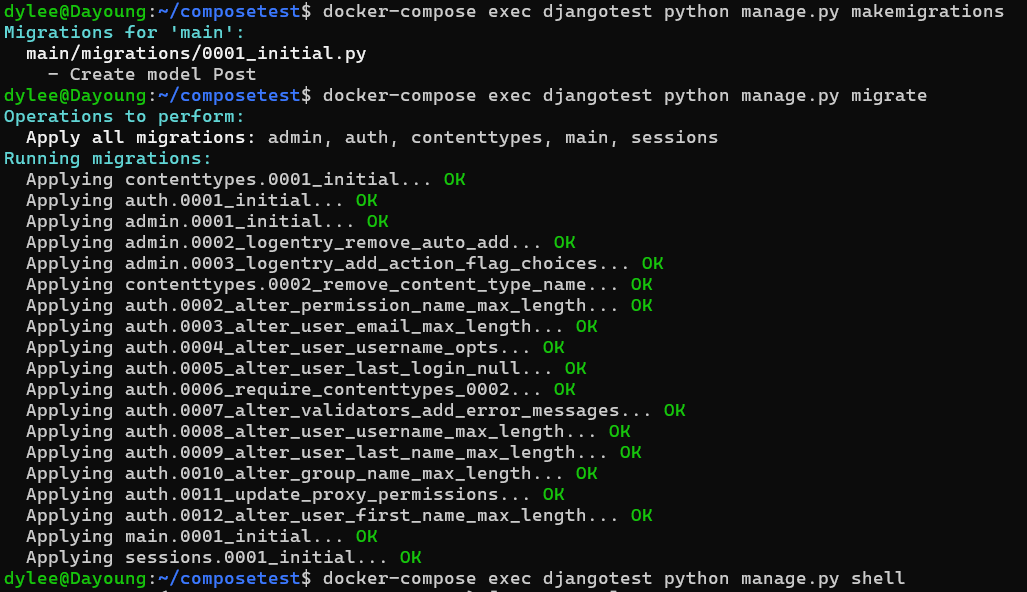 dylee@Dayoung:~/composetest$ docker-compose exec djangotest python manage.py makemigrations
Migrations for 'main':
  main/migrations/0001_initial.py
    - Create model Post
dylee@Dayoung:~/composetest$ docker-compose exec djangotest python manage.py migrate
Operations to perform:
  Apply all migrations: admin, auth, contenttypes, main, sessions
Running migrations:
  Applying contenttypes.0001_initial... OK
  Applying auth.0001_initial... OK
  Applying admin.0001_initial... OK
  Applying admin.0002_logentry_remove_auto_add... OK
  Applying admin.0003_logentry_add_action_flag_choices... OK
  Applying contenttypes.0002_remove_content_type_name... OK
  Applying auth.0002_alter_permission_name_max_length... OK
  Applying auth.0003_alter_user_email_max_length... OK
  Applying auth.0004_alter_user_username_opts... OK
  Applying auth.0005_alter_user_last_login_null... OK
  Applying auth.0006_require_contenttypes_0002... OK
  Applying auth.0007_alter_validators_add_error_messages... OK
  Applying auth.0008_alter_user_username_max_length... OK
  Applying auth.0009_alter_user_last_name_max_length... OK
  Applying auth.0010_alter_group_name_max_length... OK
  Applying auth.0011_update_proxy_permissions... OK
  Applying auth.0012_alter_user_first_name_max_length... OK
  Applying main.0001_initial... OK
  Applying sessions.0001_initial... OK
dylee@Dayoung:~/composetest$ docker-compose exec djangotest python manage.py shell